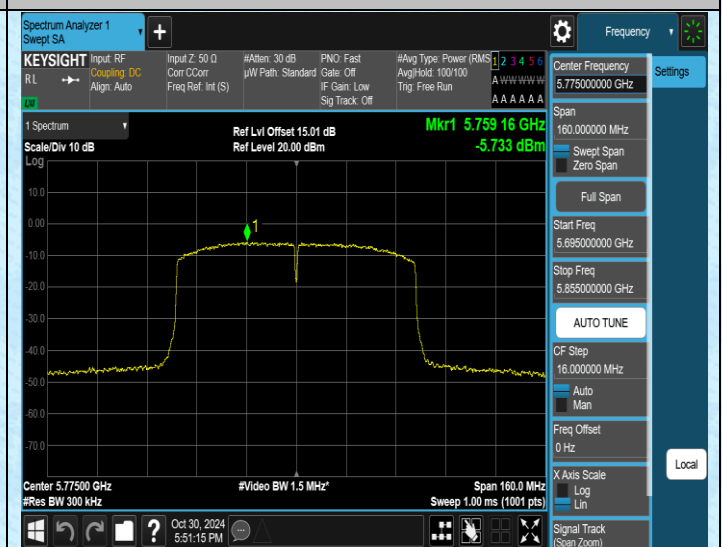 Spectrum Analyzer 1
Swept SA
Frequency
KEYSIGHT
R L
LXI
Input: RF
Coupling: DC
Align: Auto
Input Z: 50 Ω
Corr CCorr
Freq Ref: Int (S)
#Atten: 30 dB
µW Path: Standard
PNO: Fast
Gate: Off
IF Gain: Low
Sig Track: Off
#Avg Type: Power (RMS
Avg|Hold: 100/100
Trig: Free Run
1 2 3 4 5 6
A W W W W W
A A A A A A
Center Frequency
5.775000000 GHz
Settings
Span
160.000000 MHz
Swept Span
Zero Span
Full Span
Start Freq
5.695000000 GHz
Stop Freq
5.855000000 GHz
AUTO TUNE
CF Step
16.000000 MHz
Auto
Man
Freq Offset
0 Hz
X Axis Scale
Log
Lin
Signal Track
(Span Zoom)
Local
1 Spectrum
Scale/Div 10 dB
Ref Lvl Offset 15.01 dB
Ref Level 20.00 dBm
Mkr1 5.759 16 GHz
-5.733 dBm
Log
10.0
0.00
-10.0
-20.0
-30.0
-40.0
-50.0
-60.0
-70.0
1
Center 5.77500 GHz
#Res BW 300 kHz
#Video BW 1.5 MHz*
Span 160.0 MHz
Sweep 1.00 ms (1001 pts)
?
Oct 30, 2024
5:51:15 PM